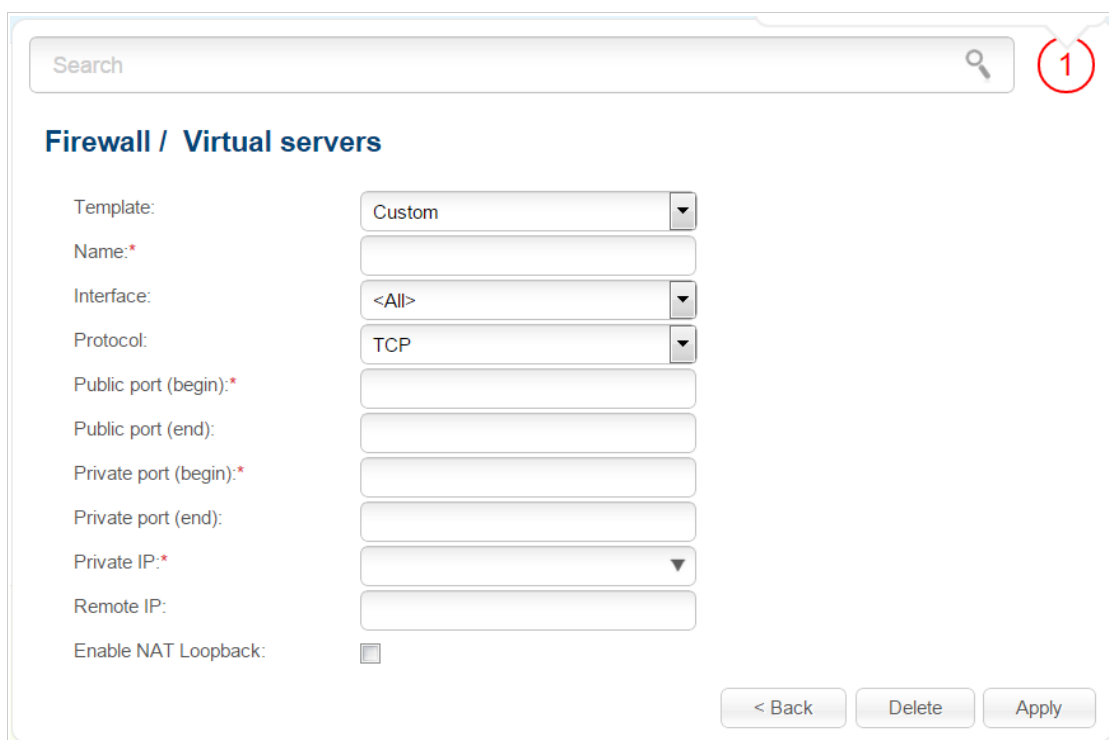 Search
1
Firewall / Virtual servers
Template: Custom
Name:*
Interface: <All>
Protocol: TCP
Public port (begin):*
Public port (end):
Private port (begin):*
Private port (end):
Private IP:*
Remote IP:
Enable NAT Loopback:
< Back Delete Apply